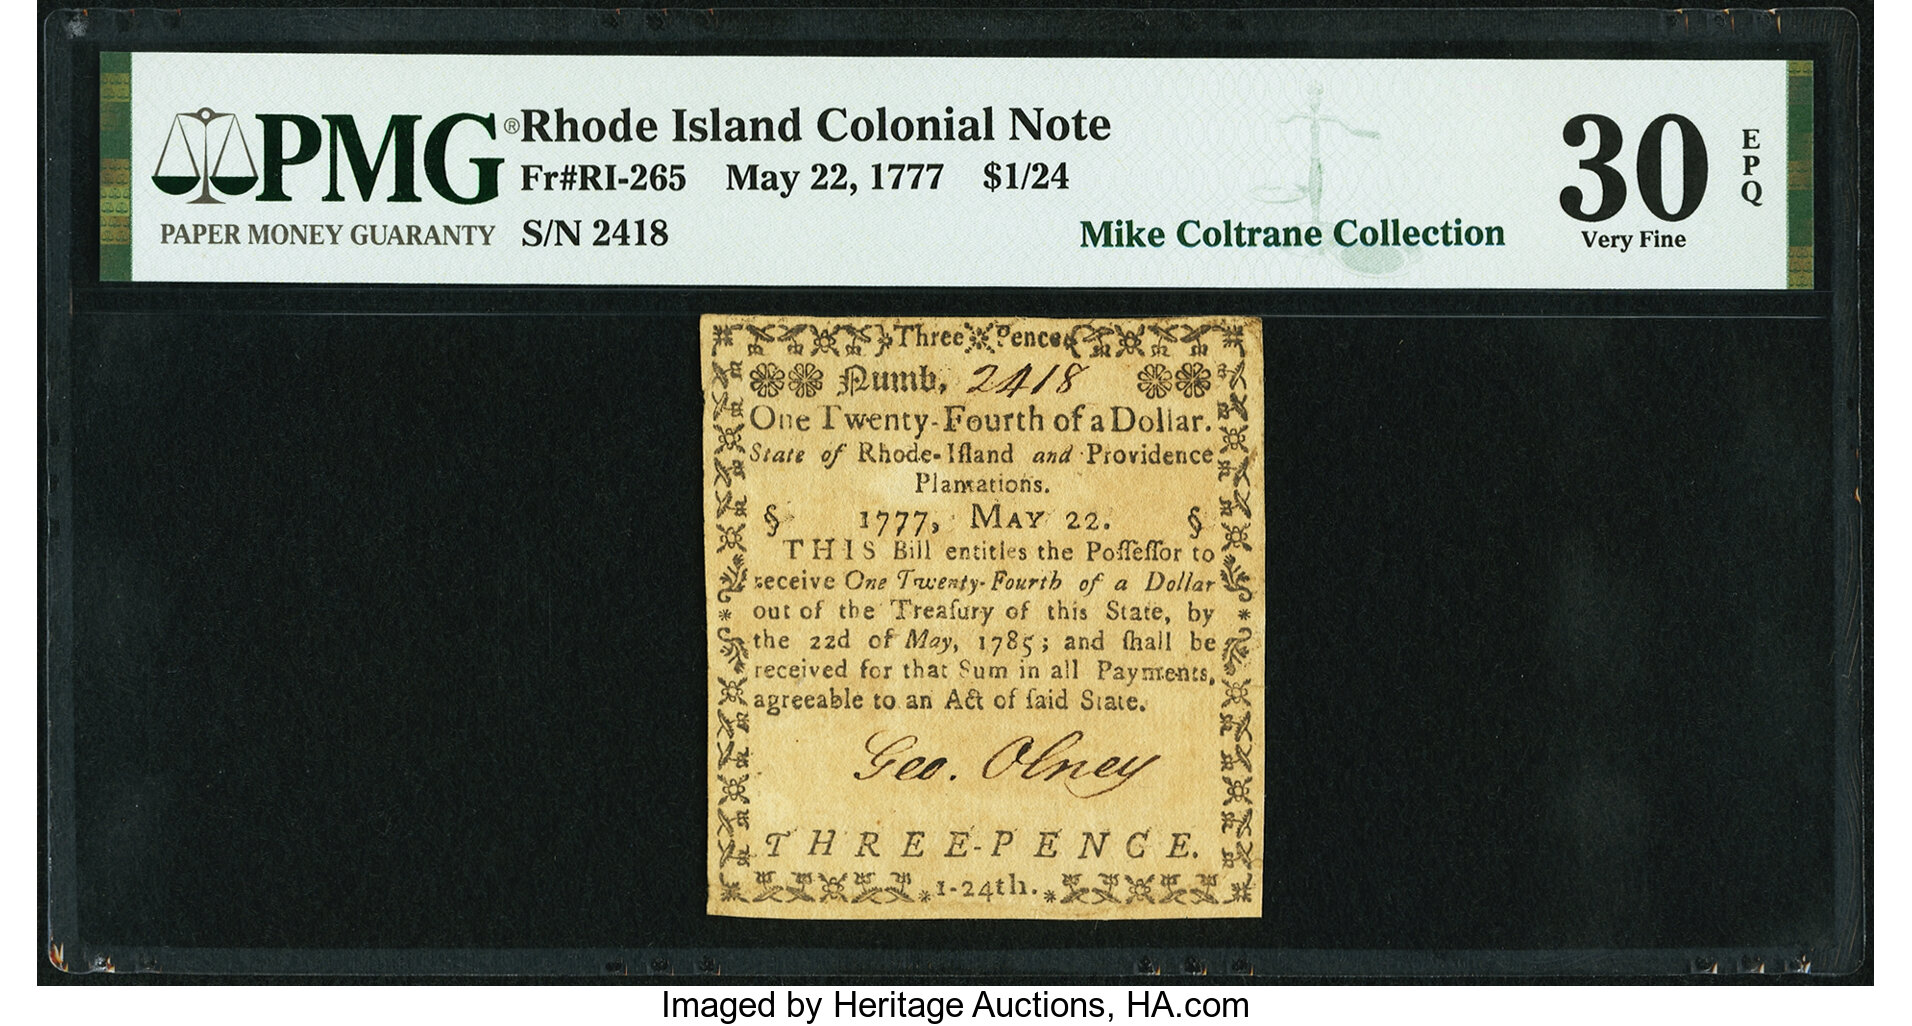 PMG®
PAPER MONEY GUARANTY
Rhode Island Colonial Note
Fr#RI-265 May 22, 1777 $1/24
S/N 2418
Mike Coltrane Collection
30
EPQ
Very Fine
Three Pence
Numb, 2418
One Twenty-Fourth of a Dollar.
State of Rhode-Iſland and Providence
Plantations.
§ 1777, MAY 22. §
THIS Bill entitles the Poſſeſſor to
receive One Twenty-Fourth of a Dollar
out of the Treaſury of this State, by
the 22d of May, 1785; and ſhall be
received for that Sum in all Payments,
agreeable to an Act of ſaid State.
Geo. Olney
THREE-PENCE.
*1-24th.*
Imaged by Heritage Auctions, HA.com